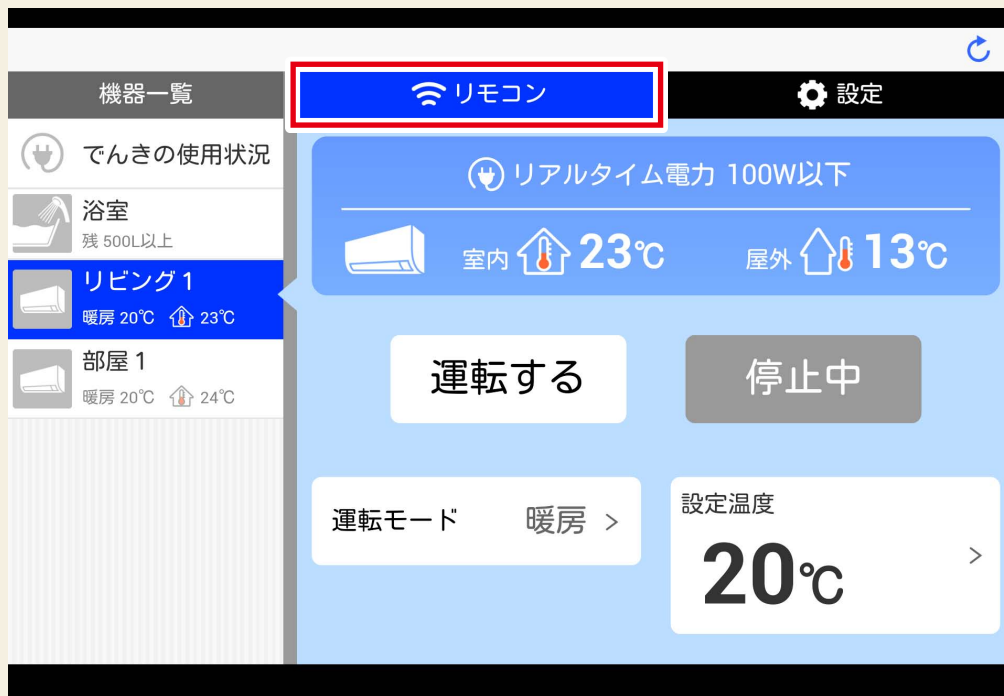 機器一覧
リモコン
設定
でんきの使用状況
浴室
残 500L以上
リビング 1
暖房 20℃ 23℃
部屋 1
暖房 20℃ 24℃
リアルタイム電力 100W以下
室内 23℃ 屋外 13℃
運転する
停止中
運転モード 暖房 >
設定温度
20℃ >